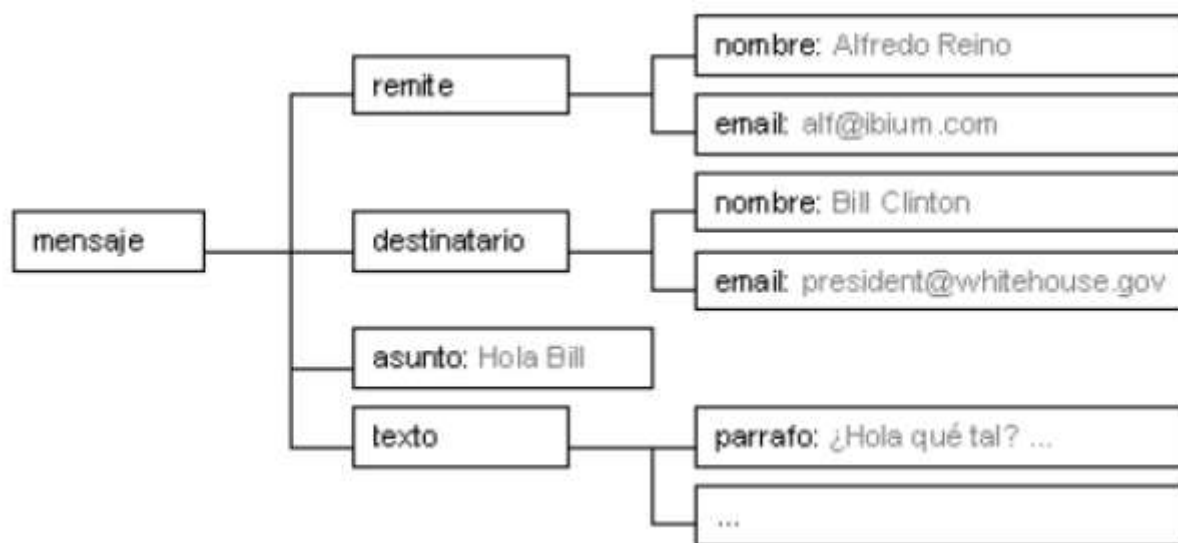 mensaje
remite
nombre: Alfredo Reino
email: alf@ibium.com
destinatario
nombre: Bill Clinton
email: president@whitehouse.gov
asunto: Hola Bill
texto
parrafo: ¿Hola qué tal? ...
...